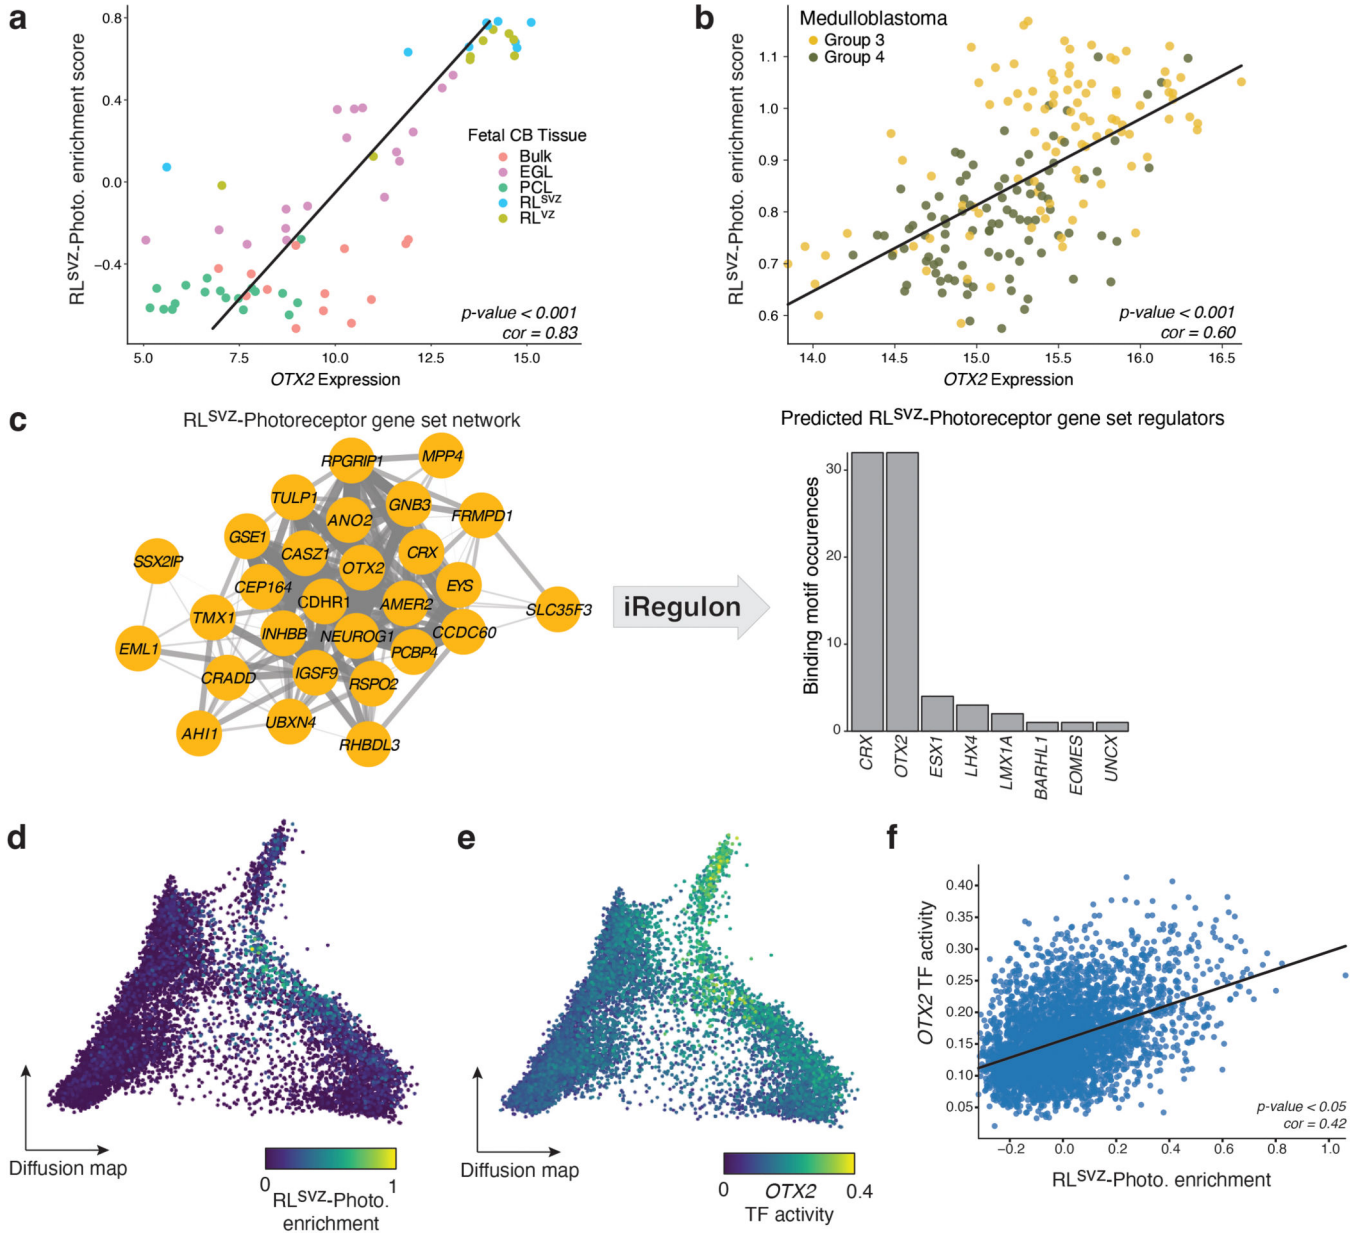 a
RLSVZ-Photo. enrichment score
0.8
0.4
0.0
−0.4
5.0
7.5
10.0
12.5
15.0
OTX2 Expression
Fetal CB Tissue
Bulk
EGL
PCL
RLSVZ
RLVZ
p-value < 0.001
cor = 0.83
b
RLSVZ-Photo. enrichment score
1.1
1.0
0.9
0.8
0.7
0.6
14.0
14.5
15.0
15.5
16.0
16.5
OTX2 Expression
Medulloblastoma
Group 3
Group 4
p-value < 0.001
cor = 0.60
c
RLSVZ-Photoreceptor gene set network
RPGRIP1
MPP4
TULP1
GNB3
ANO2
FRMPD1
GSE1
CASZ1
CRX
SSX2IP
OTX2
CEP164
EYS
CDHR1
AMER2
SLC35F3
TMX1
INHBB
NEUROG1
CCDC60
EML1
PCBP4
CRADD
IGSF9
RSPO2
UBXN4
AHI1
RHBDL3
iRegulon
Predicted RLSVZ-Photoreceptor gene set regulators
Binding motif occurences
30
20
10
0
CRX
OTX2
ESX1
LHX4
LMX1A
BARHL1
EOMES
UNCX
d
Diffusion map
0
1
RLSVZ-Photo.
enrichment
e
Diffusion map
0
OTX2
0.4
TF activity
f
OTX2 TF activity
0.40
0.35
0.30
0.25
0.20
0.15
0.10
0.05
−0.2
0.0
0.2
0.4
0.6
0.8
1.0
RLSVZ-Photo. enrichment
p-value < 0.05
cor = 0.42